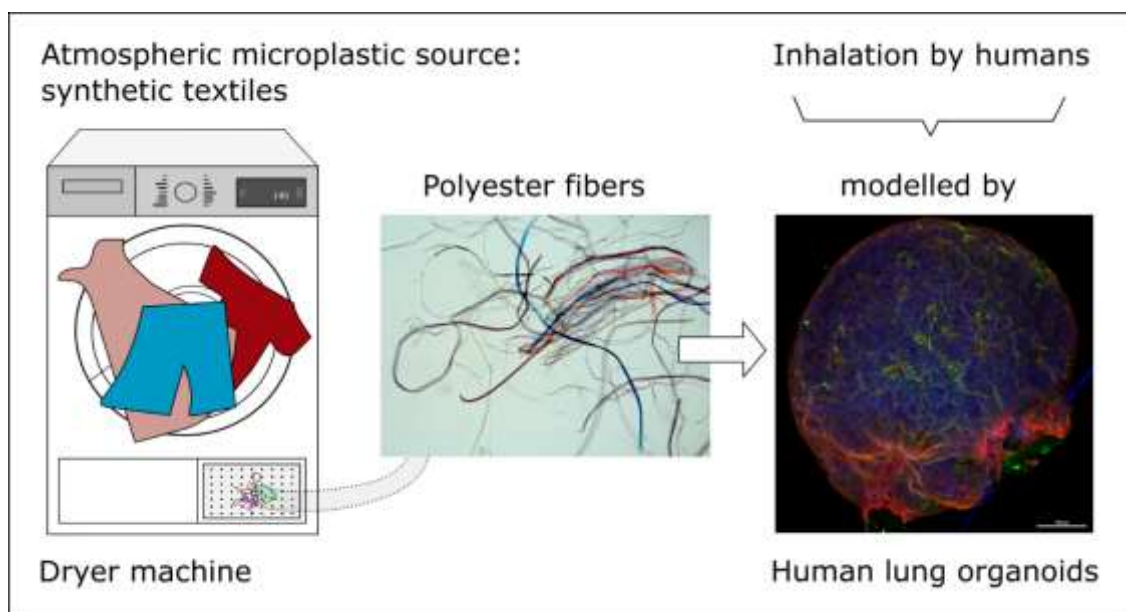 Atmospheric microplastic source:
synthetic textiles
Inhalation by humans
Polyester fibers
modelled by
Dryer machine
Human lung organoids